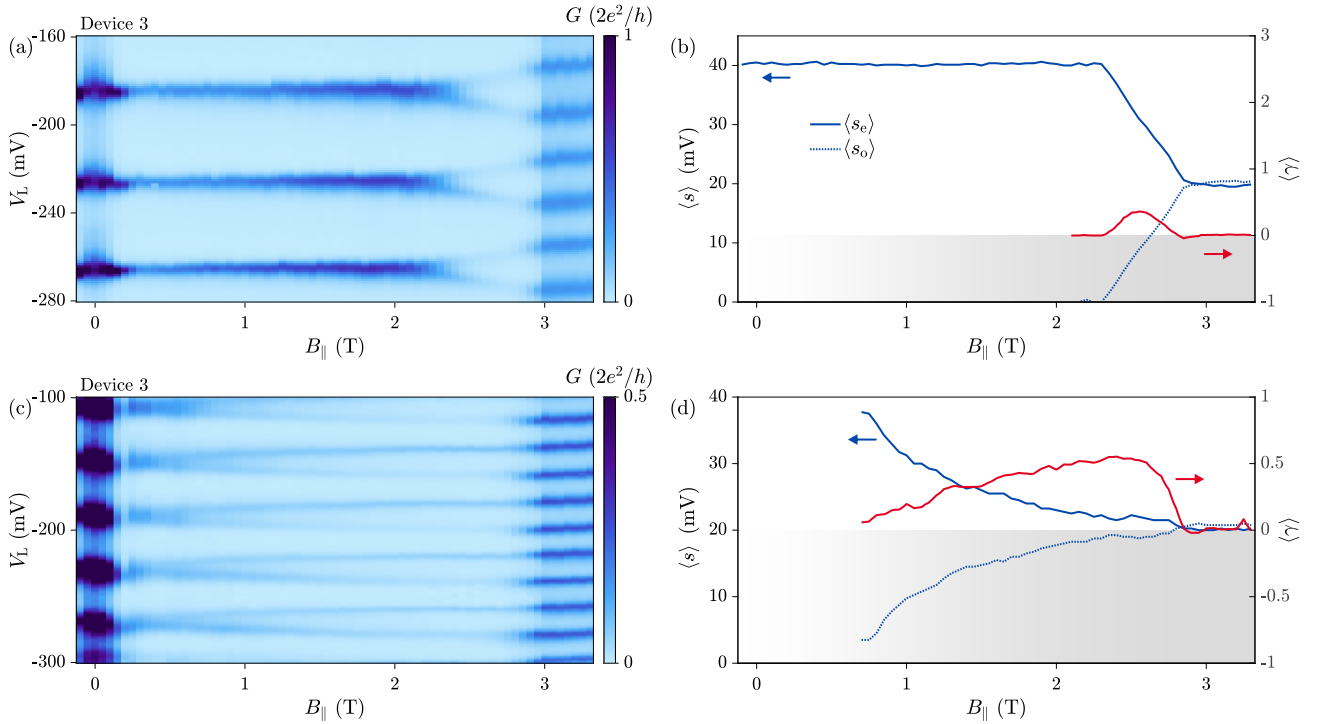 Device 3
G (2e²/h)
(a)
-160
-200
-240
-280
V_L (mV)
0
1
2
3
B_∥ (T)
1
0
(b)
40
30
20
10
0
⟨s⟩ (mV)
⟨s_e⟩
⟨s_o⟩
3
2
1
0
-1
⟨γ⟩
0
1
2
3
B_∥ (T)
Device 3
G (2e²/h)
(c)
-100
-200
-300
V_L (mV)
0
1
2
3
B_∥ (T)
0.5
0
(d)
40
30
20
10
0
⟨s⟩ (mV)
1
0.5
0
-0.5
-1
⟨γ⟩
0
1
2
3
B_∥ (T)